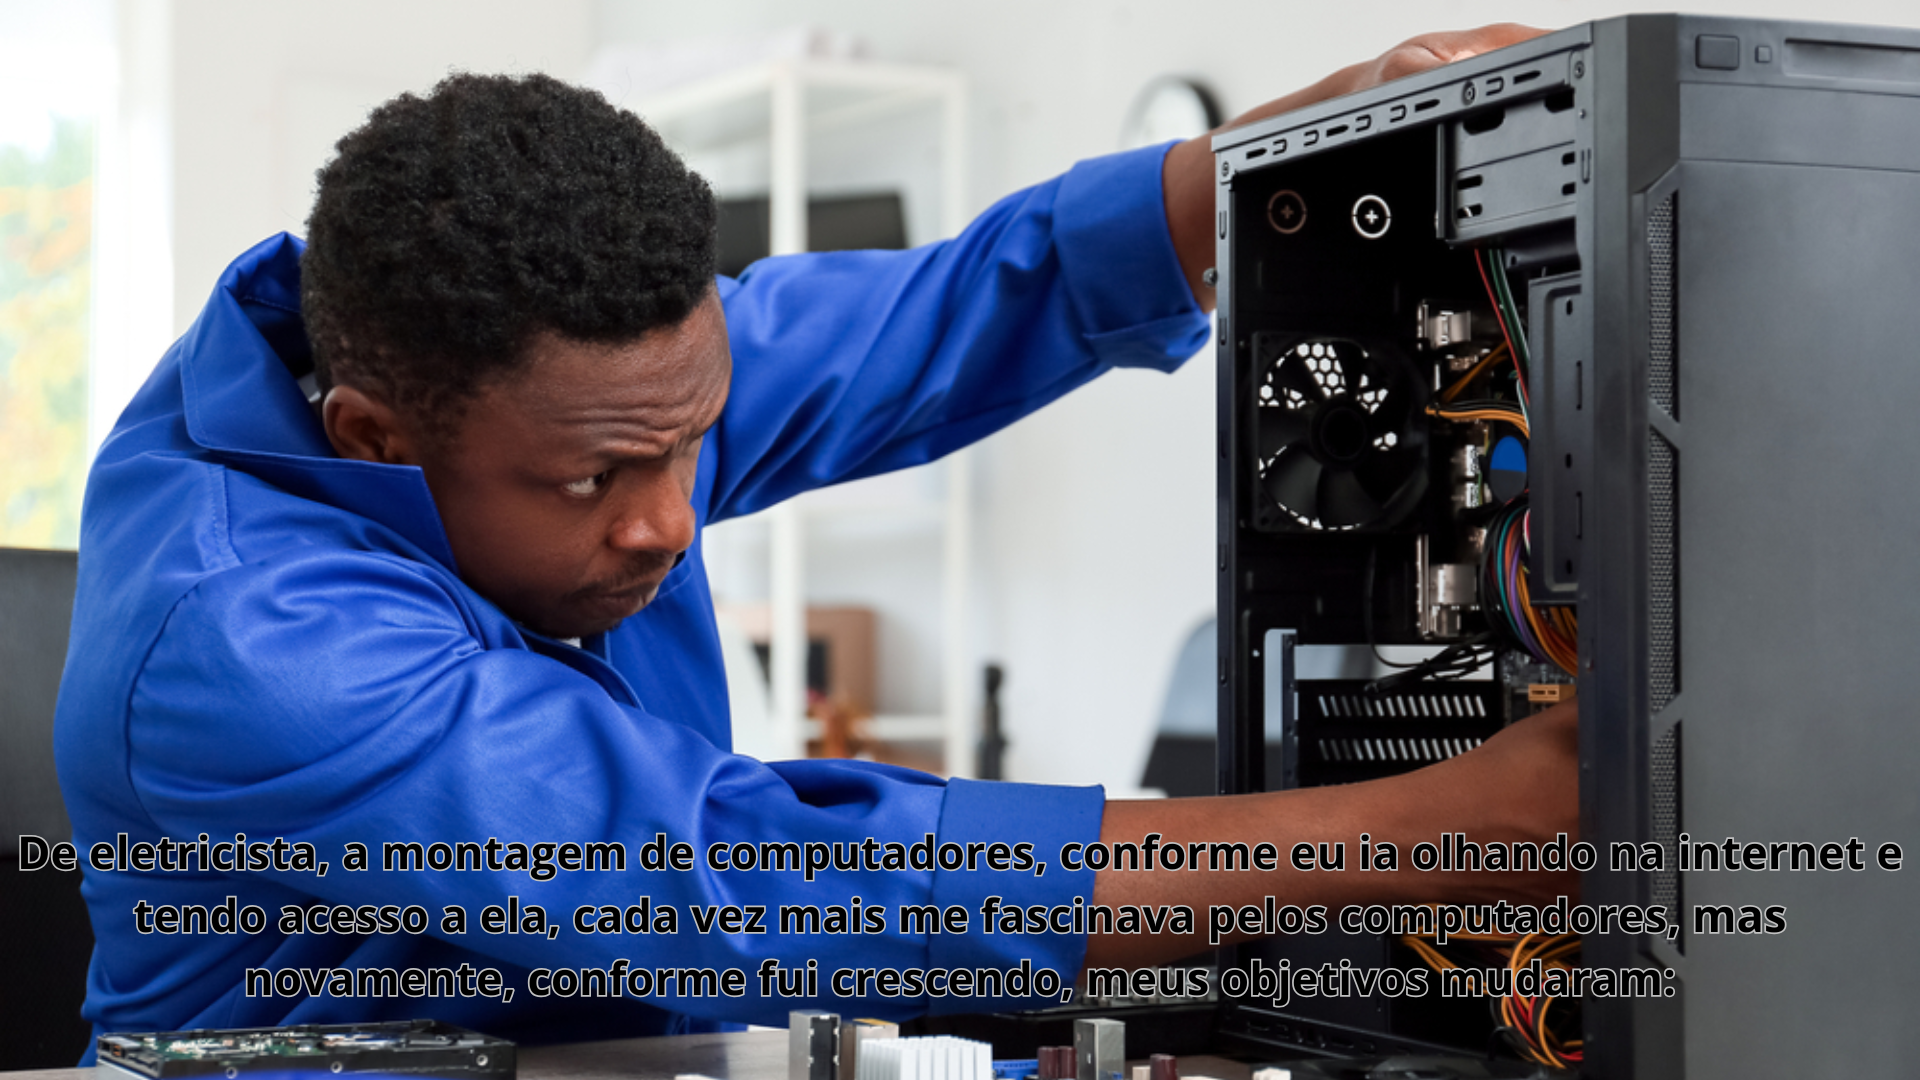 De eletricista, a montagem de computadores, conforme eu ia olhando na internet e
tendo acesso a ela, cada vez mais me fascinava pelos computadores, mas
novamente, conforme fui crescendo, meus objetivos mudaram: